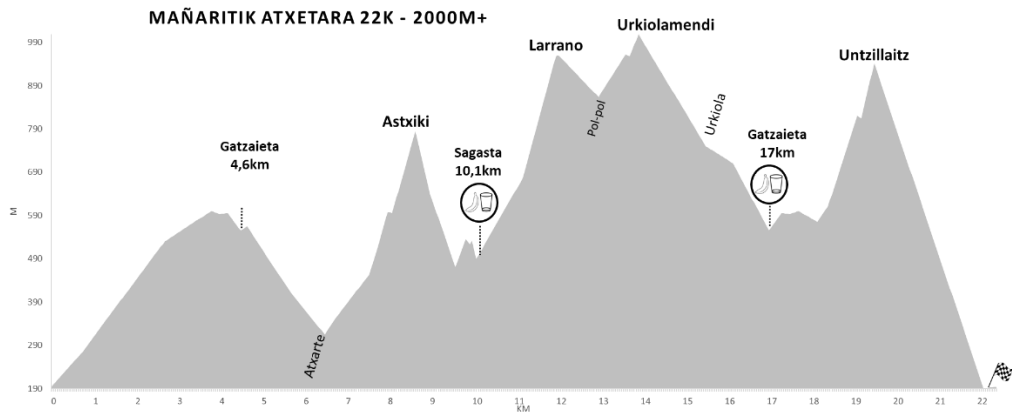 MAÑARITIK ATXETARA 22K - 2000M+
Urkiolamendi
Larrano
Untzillaitz
Astxiki
Pol-pol
Urkiola
Gatzaieta
4,6km
Sagasta
10,1km
Gatzaieta
17km
Atxarte
M
990
890
790
690
590
490
390
290
190
0 1 2 3 4 5 6 7 8 9 10 11 12 13 14 15 16 17 18 19 20 21 22
KM